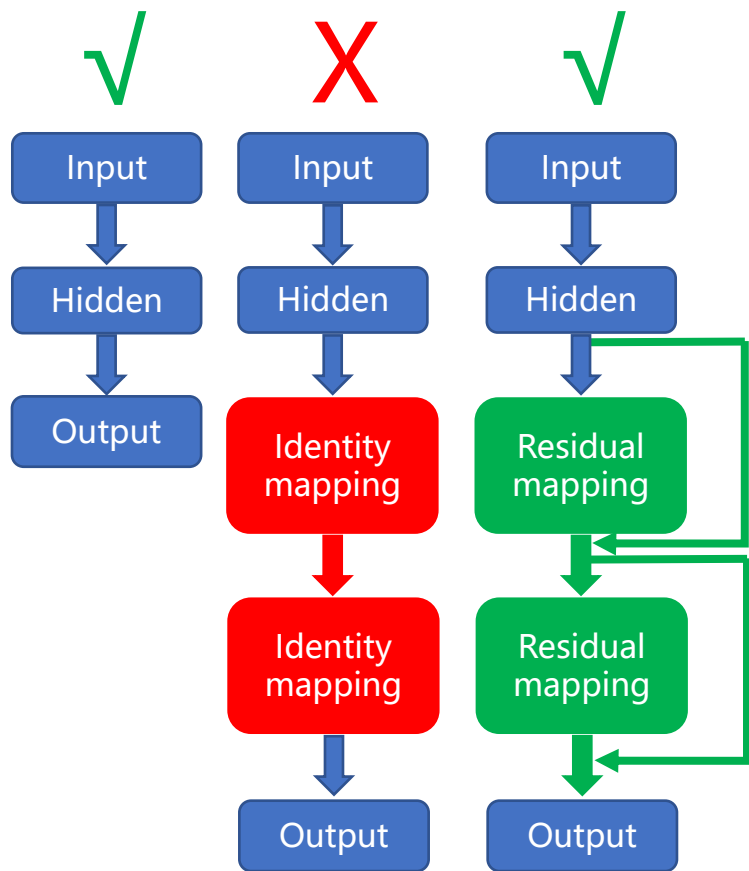 √
X
√
Input
Hidden
Output
Input
Hidden
Identity
mapping
Identity
mapping
Output
Input
Hidden
Residual
mapping
Residual
mapping
Output